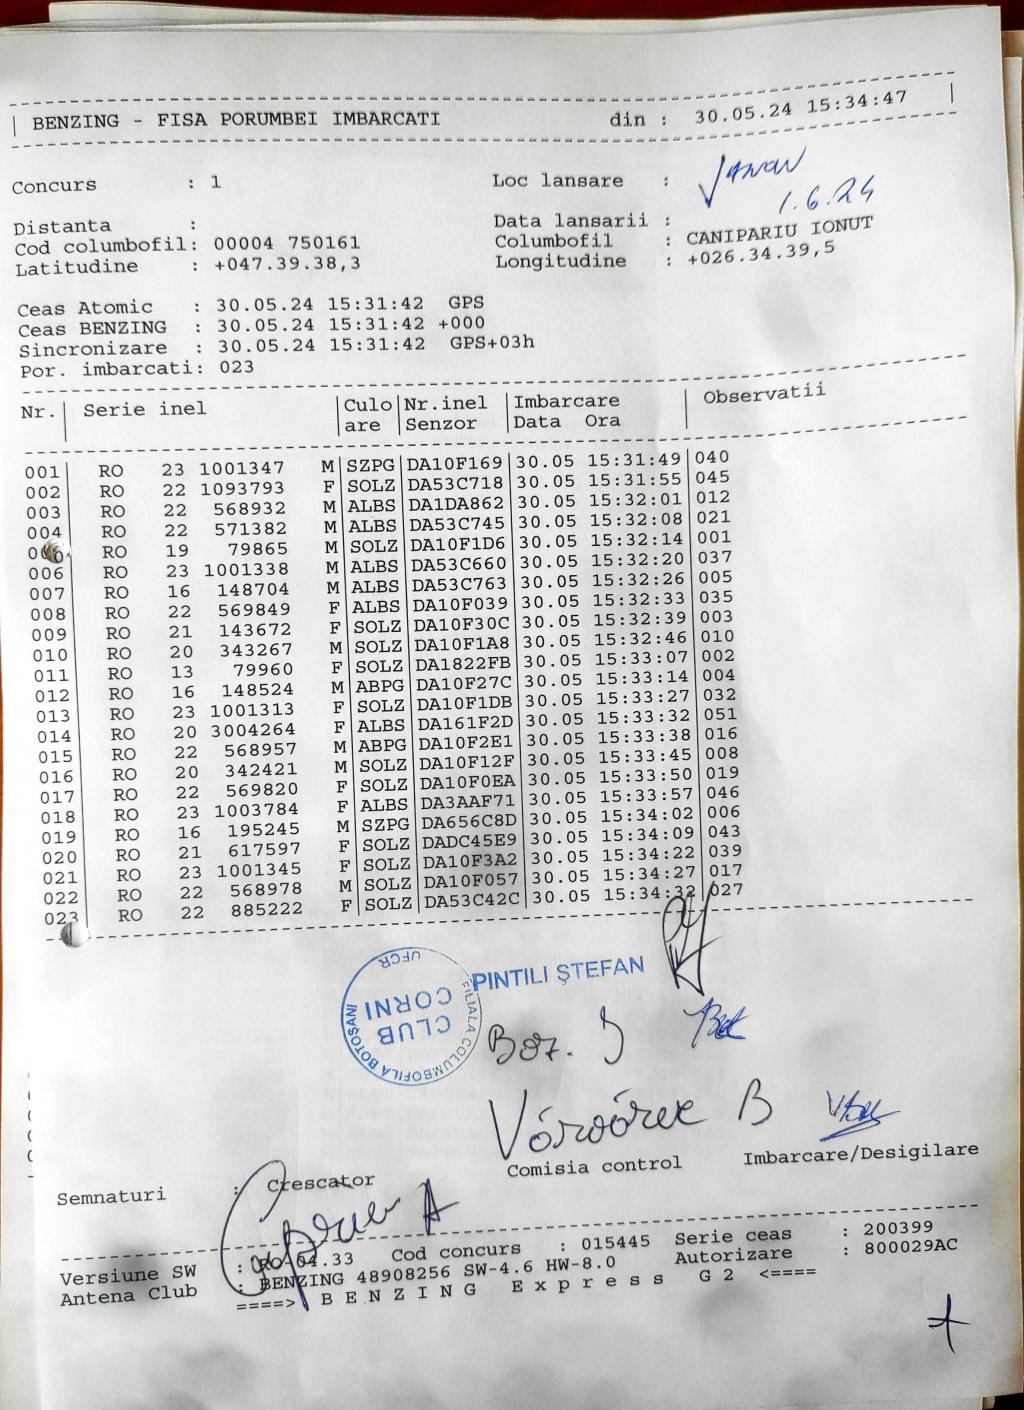 BENZING - FISA PORUMBEI IMBARCATI din : 30.05.24 15:34:47
Concurs : 1 Loc lansare :
1.6.24
Distanta : Data lansarii :
Cod columbofil: 00004 750161 Columbofil : CANIPARIU IONUT
Latitudine : +047.39.38,3 Longitudine : +026.34.39,5
Ceas Atomic : 30.05.24 15:31:42 GPS
Ceas BENZING : 30.05.24 15:31:42 +000
Sincronizare : 30.05.24 15:31:42 GPS+03h
Por. imbarcati: 023
Nr.| Serie inel |Culo|Nr.inel |Imbarcare | Observatii
| |are |Senzor |Data Ora |
001| RO 23 1001347 M|SZPG|DA10F169|30.05 15:31:49|040
002| RO 22 1093793 F|SOLZ|DA53C718|30.05 15:31:55|045
003| RO 22 568932 M|ALBS|DA1DA862|30.05 15:32:01|012
004| RO 22 571382 M|ALBS|DA53C745|30.05 15:32:08|021
RO 19 79865 M|SOLZ|DA10F1D6|30.05 15:32:14|001
006| RO 23 1001338 M|ALBS|DA53C660|30.05 15:32:20|037
007| RO 16 148704 M|ALBS|DA53C763|30.05 15:32:26|005
008| RO 22 569849 F|ALBS|DA10F039|30.05 15:32:33|035
009| RO 21 143672 F|SOLZ|DA10F30C|30.05 15:32:39|003
010| RO 20 343267 M|SOLZ|DA10F1A8|30.05 15:32:46|010
011| RO 13 79960 F|SOLZ|DA1822FB|30.05 15:33:07|002
012| RO 16 148524 M|ABPG|DA10F27C|30.05 15:33:14|004
013| RO 23 1001313 F|SOLZ|DA10F1DB|30.05 15:33:27|032
014| RO 20 3004264 F|ALBS|DA161F2D|30.05 15:33:32|051
015| RO 22 568957 M|ABPG|DA10F2E1|30.05 15:33:38|016
016| RO 20 342421 M|SOLZ|DA10F12F|30.05 15:33:45|008
017| RO 22 569820 F|SOLZ|DA10F0EA|30.05 15:33:50|019
018| RO 23 1003784 F|ALBS|DA3AAF71|30.05 15:33:57|046
019| RO 16 195245 M|SZPG|DA656C8D|30.05 15:34:02|006
020| RO 21 617597 F|SOLZ|DADC45E9|30.05 15:34:09|043
021| RO 23 1001345 F|SOLZ|DA10F3A2|30.05 15:34:22|039
022| RO 22 568978 M|SOLZ|DA10F057|30.05 15:34:27|017
023| RO 22 885222 F|SOLZ|DA53C42C|30.05 15:34:32|027
UFCR
CLUB
CORNI
FILIALA COLUMBOFILA BOTOSANI
PINTILI ŞTEFAN
Semnaturi : Crescator Comisia control Imbarcare/Desigilare
Versiune SW : RO-04.33 Cod concurs : 015445 Serie ceas : 200399
Antena Club : BENZING 48908256 SW-4.6 HW-8.0 Autorizare : 800029AC
====> B E N Z I N G E x p r e s s G 2 <====